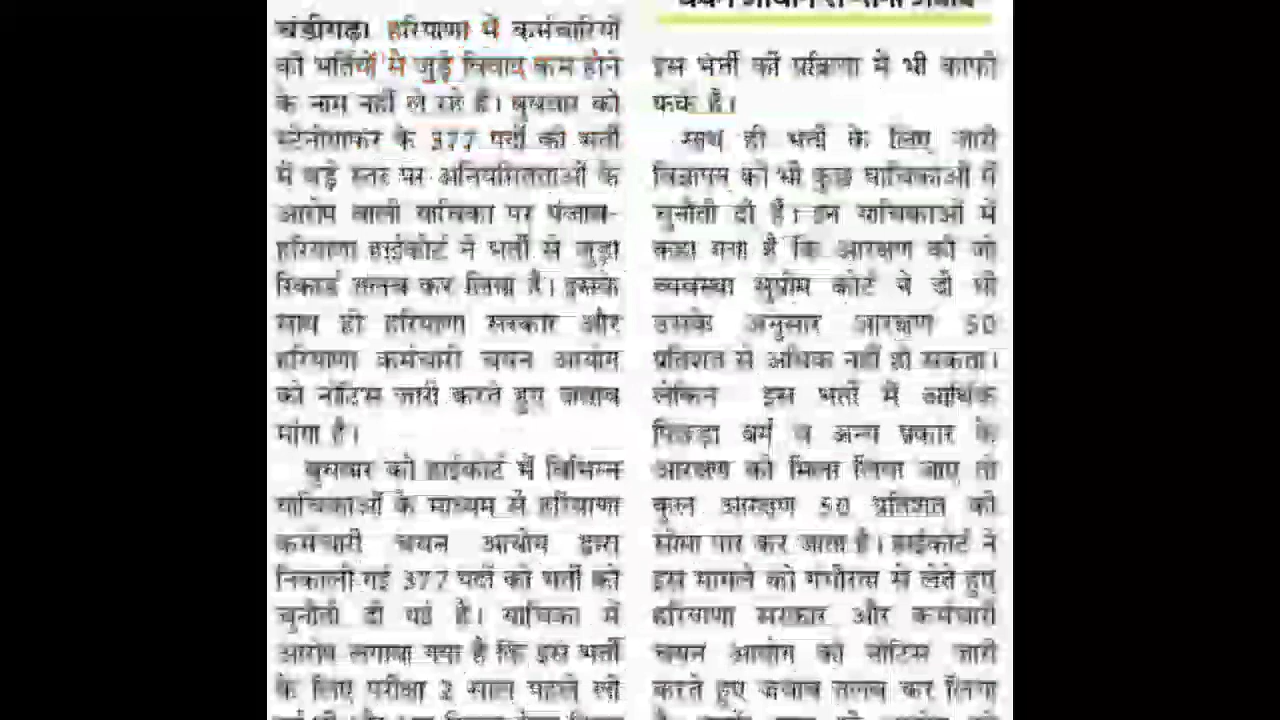 चंडीगढ़। हरियाणा में कर्मचारियों
की भर्तियों से जुड़े विवाद कम होने
के नाम नहीं ले रहे हैं। बुधवार को
स्टेनोग्राफर के 377 पदों की भर्ती
में बड़े स्तर पर अनियमितताओं के
आरोप वाली याचिका पर पंजाब-
हरियाणा हाईकोर्ट ने भर्ती से जुड़ा
रिकार्ड तलब कर लिया है। इसके
साथ ही हरियाणा सरकार और
हरियाणा कर्मचारी चयन आयोग
को नोटिस जारी करते हुए जवाब
मांगा है।
बुधवार को हाईकोर्ट में विभिन्न
याचिकाओं के माध्यम से हरियाणा
कर्मचारी चयन आयोग द्वारा
निकाली गई 377 पदों की भर्ती को
चुनौती दी गई है। याचिका में
आरोप लगाया गया है कि इस भर्ती
के लिए परीक्षा 2 साल पहले ली
इस भर्ती की प्रक्रिया में भी काफी
फर्क है।
साथ ही भर्ती के लिए जारी
विज्ञापन को भी कुछ याचिकाओं में
चुनौती दी है। इन याचिकाओं में
कहा गया है कि आरक्षण की जो
व्यवस्था सुप्रीम कोर्ट ने दी थी
उसके अनुसार आरक्षण 50
प्रतिशत से अधिक नहीं हो सकता।
लेकिन इस भर्ती में आर्थिक
पिछड़ा वर्ग व अन्य प्रकार के
आरक्षण को मिला लिया जाए तो
कुल आरक्षण 50 प्रतिशत की
सीमा पार कर जाता है। हाईकोर्ट ने
इस मामले को गंभीरता से लेते हुए
हरियाणा सरकार और कर्मचारी
चयन आयोग को नोटिस जारी
करते हुए जवाब तलब कर लिया